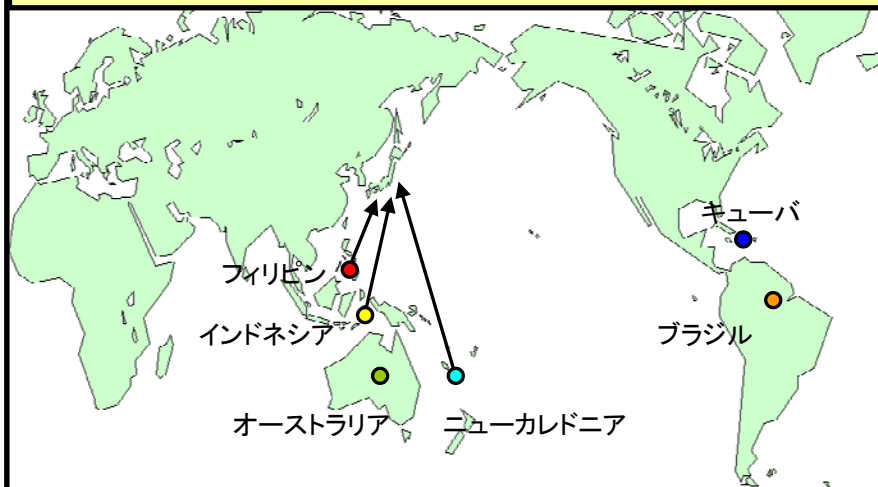 キューバ
フィリピン
インドネシア
ブラジル
オーストラリア
ニューカレドニア